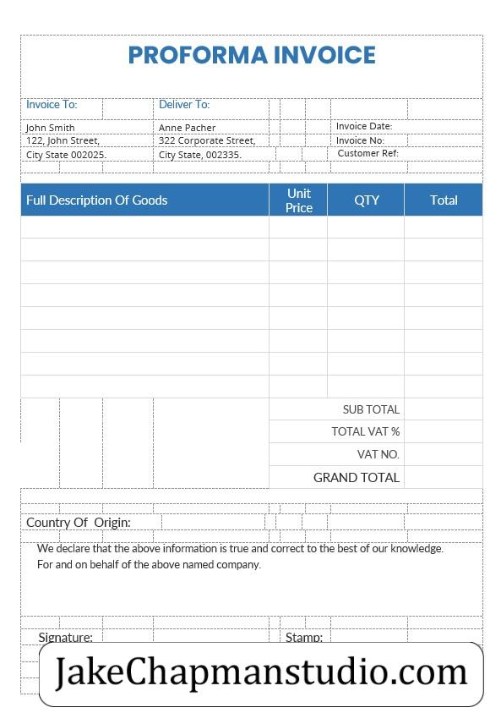 PROFORMA INVOICE
Invoice To: Deliver To:
John Smith Anne Pacher Invoice Date:
122, John Street, 322 Corporate Street, Invoice No:
City State 002025. City State, 002335. Customer Ref:
Full Description Of Goods Unit Price QTY Total
SUB TOTAL
TOTAL VAT %
VAT NO.
GRAND TOTAL
Country Of Origin:
We declare that the above information is true and correct to the best of our knowledge.
For and on behalf of the above named company.
Signature: Stamp:
JakeChapmanstudio.com